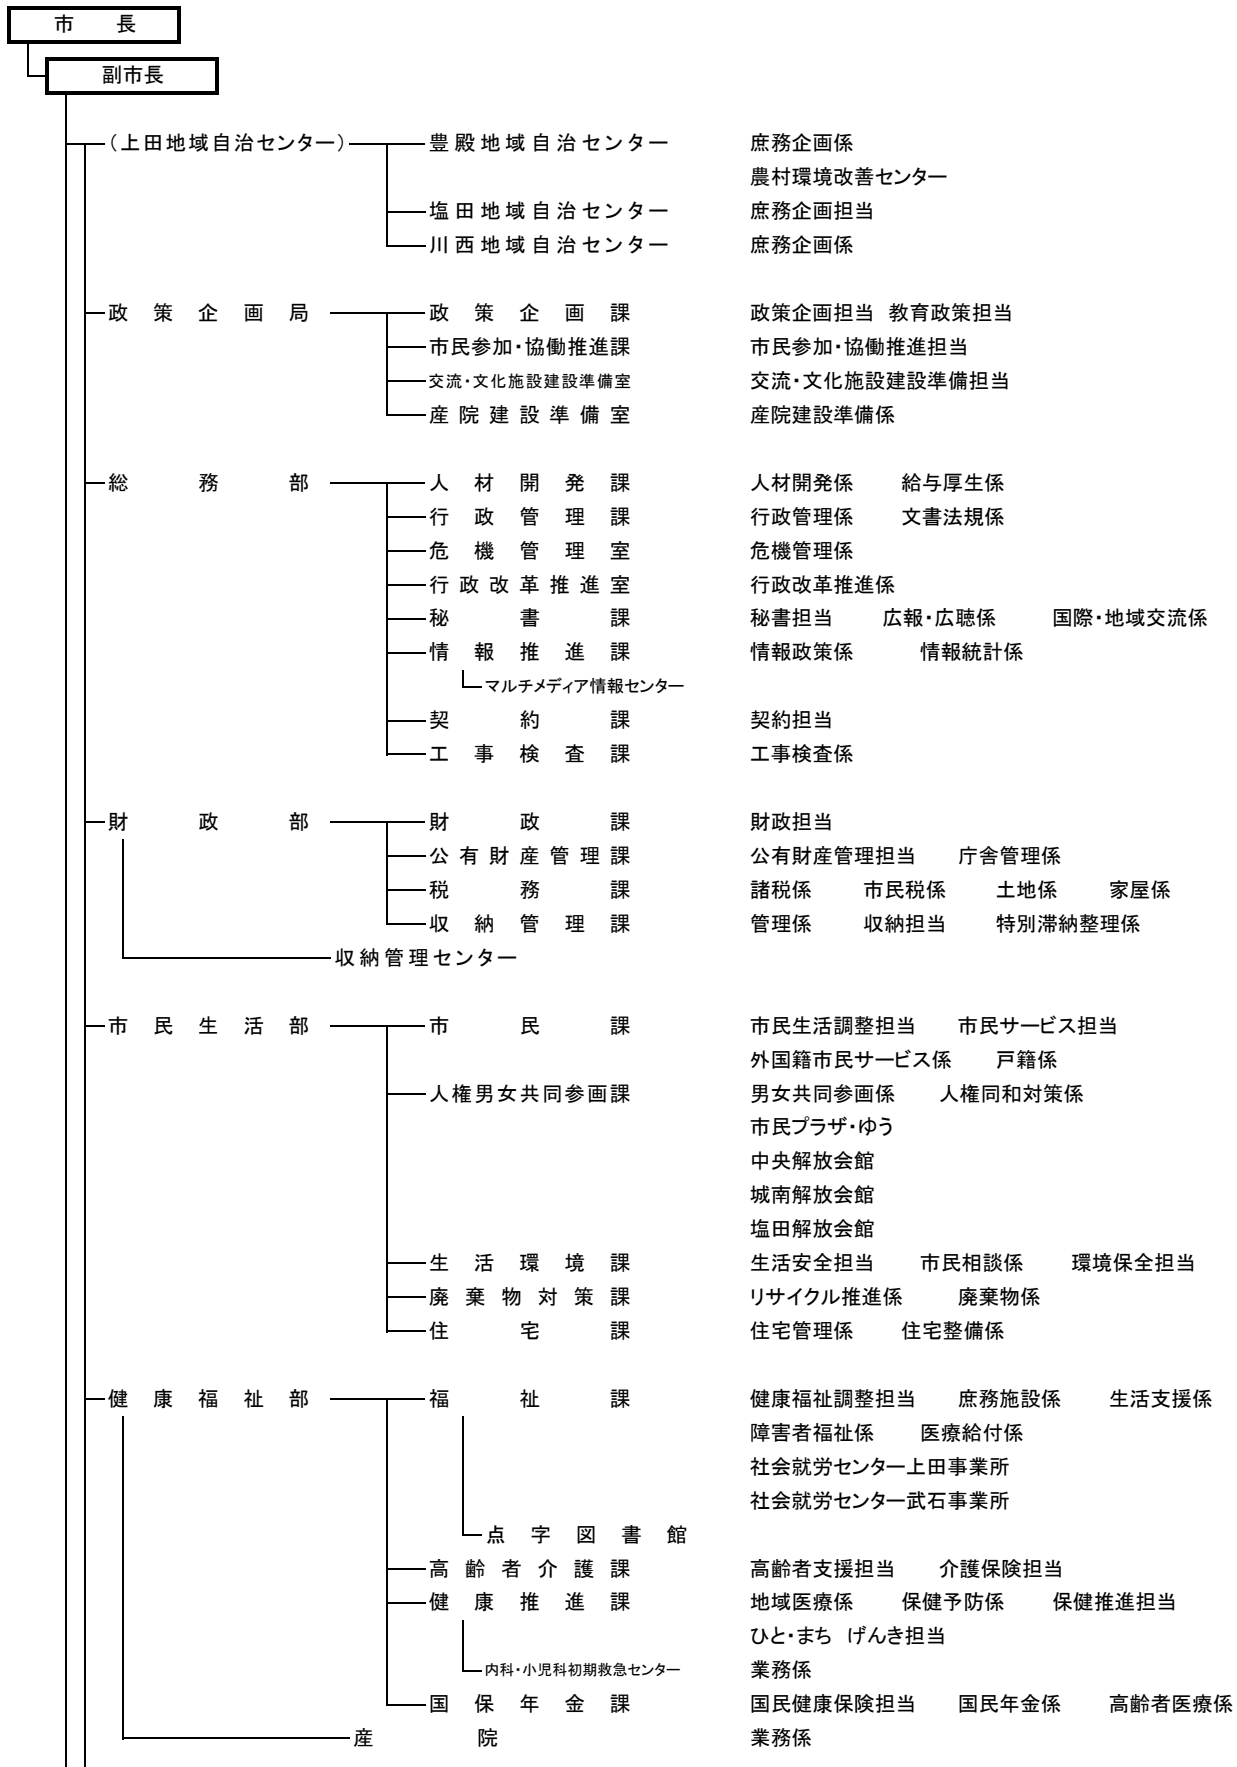 市長
副市長
(上田地域自治センター) 豊殿地域自治センター 庶務企画係
農村環境改善センター
塩田地域自治センター 庶務企画担当
川西地域自治センター 庶務企画係
政策企画局 政策企画課 政策企画担当 教育政策担当
市民参加・協働推進課 市民参加・協働推進担当
交流・文化施設建設準備室 交流・文化施設建設準備担当
産院建設準備室 産院建設準備係
総務部 人材開発課 人材開発係 給与厚生係
行政管理課 行政管理係 文書法規係
危機管理室 危機管理係
行政改革推進室 行政改革推進係
秘書課 秘書担当 広報・広聴係 国際・地域交流係
情報推進課 情報政策係 情報統計係
マルチメディア情報センター
契約課 契約担当
工事検査課 工事検査係
財政部 財政課 財政担当
公有財産管理課 公有財産管理担当 庁舎管理係
税務課 諸税係 市民税係 土地係 家屋係
収納管理課 管理係 収納担当 特別滞納整理係
収納管理センター
市民生活部 市民課 市民生活調整担当 市民サービス担当
外国籍市民サービス係 戸籍係
人権男女共同参画課 男女共同参画係 人権同和対策係
市民プラザ・ゆう
中央解放会館
城南解放会館
塩田解放会館
生活環境課 生活安全担当 市民相談係 環境保全担当
廃棄物対策課 リサイクル推進係 廃棄物係
住宅課 住宅管理係 住宅整備係
健康福祉部 福祉課 健康福祉調整担当 庶務施設係 生活支援係
障害者福祉係 医療給付係
社会就労センター上田事業所
社会就労センター武石事業所
点字図書館
高齢者介護課 高齢者支援担当 介護保険担当
健康推進課 地域医療係 保健予防係 保健推進担当
ひと・まち げんき担当
内科・小児科初期救急センター 業務係
国保年金課 国民健康保険担当 国民年金係 高齢者医療係
産院 業務係